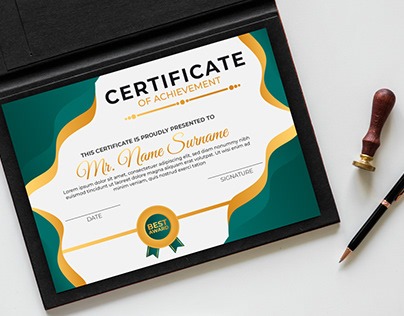 CERTIFICATE
OF ACHIEVEMENT
THIS CERTIFICATE IS PROUDLY PRESENTED TO
Mr. Name Surname
Lorem ipsum dolor sit amet, consectetuer adipiscing elit, sed diam
nonummy nibh euismod tincidunt ut laoreet dolore magna
aliquam erat volutpat. Ut wisi enim ad minim
veniam, quis nostrud
DATE
SIGNATURE
BEST
AWARD